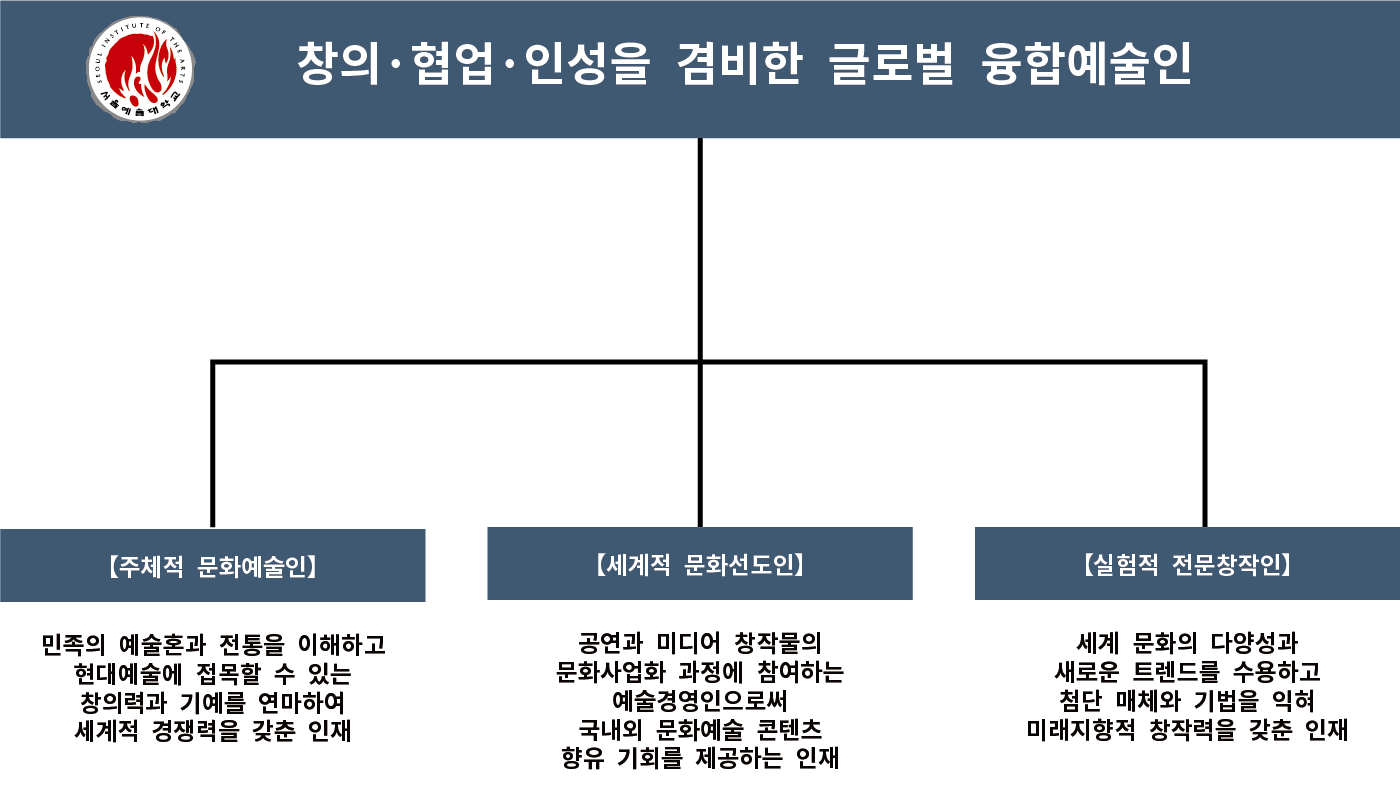 SEOUL INSTITUTE OF THE ARTS
서울예술대학교
창의·협업·인성을 겸비한 글로벌 융합예술인
【주체적 문화예술인】
민족의 예술혼과 전통을 이해하고
현대예술에 접목할 수 있는
창의력과 기예를 연마하여
세계적 경쟁력을 갖춘 인재
【세계적 문화선도인】
공연과 미디어 창작물의
문화사업화 과정에 참여하는
예술경영인으로써
국내외 문화예술 콘텐츠
향유 기회를 제공하는 인재
【실험적 전문창작인】
세계 문화의 다양성과
새로운 트렌드를 수용하고
첨단 매체와 기법을 익혀
미래지향적 창작력을 갖춘 인재